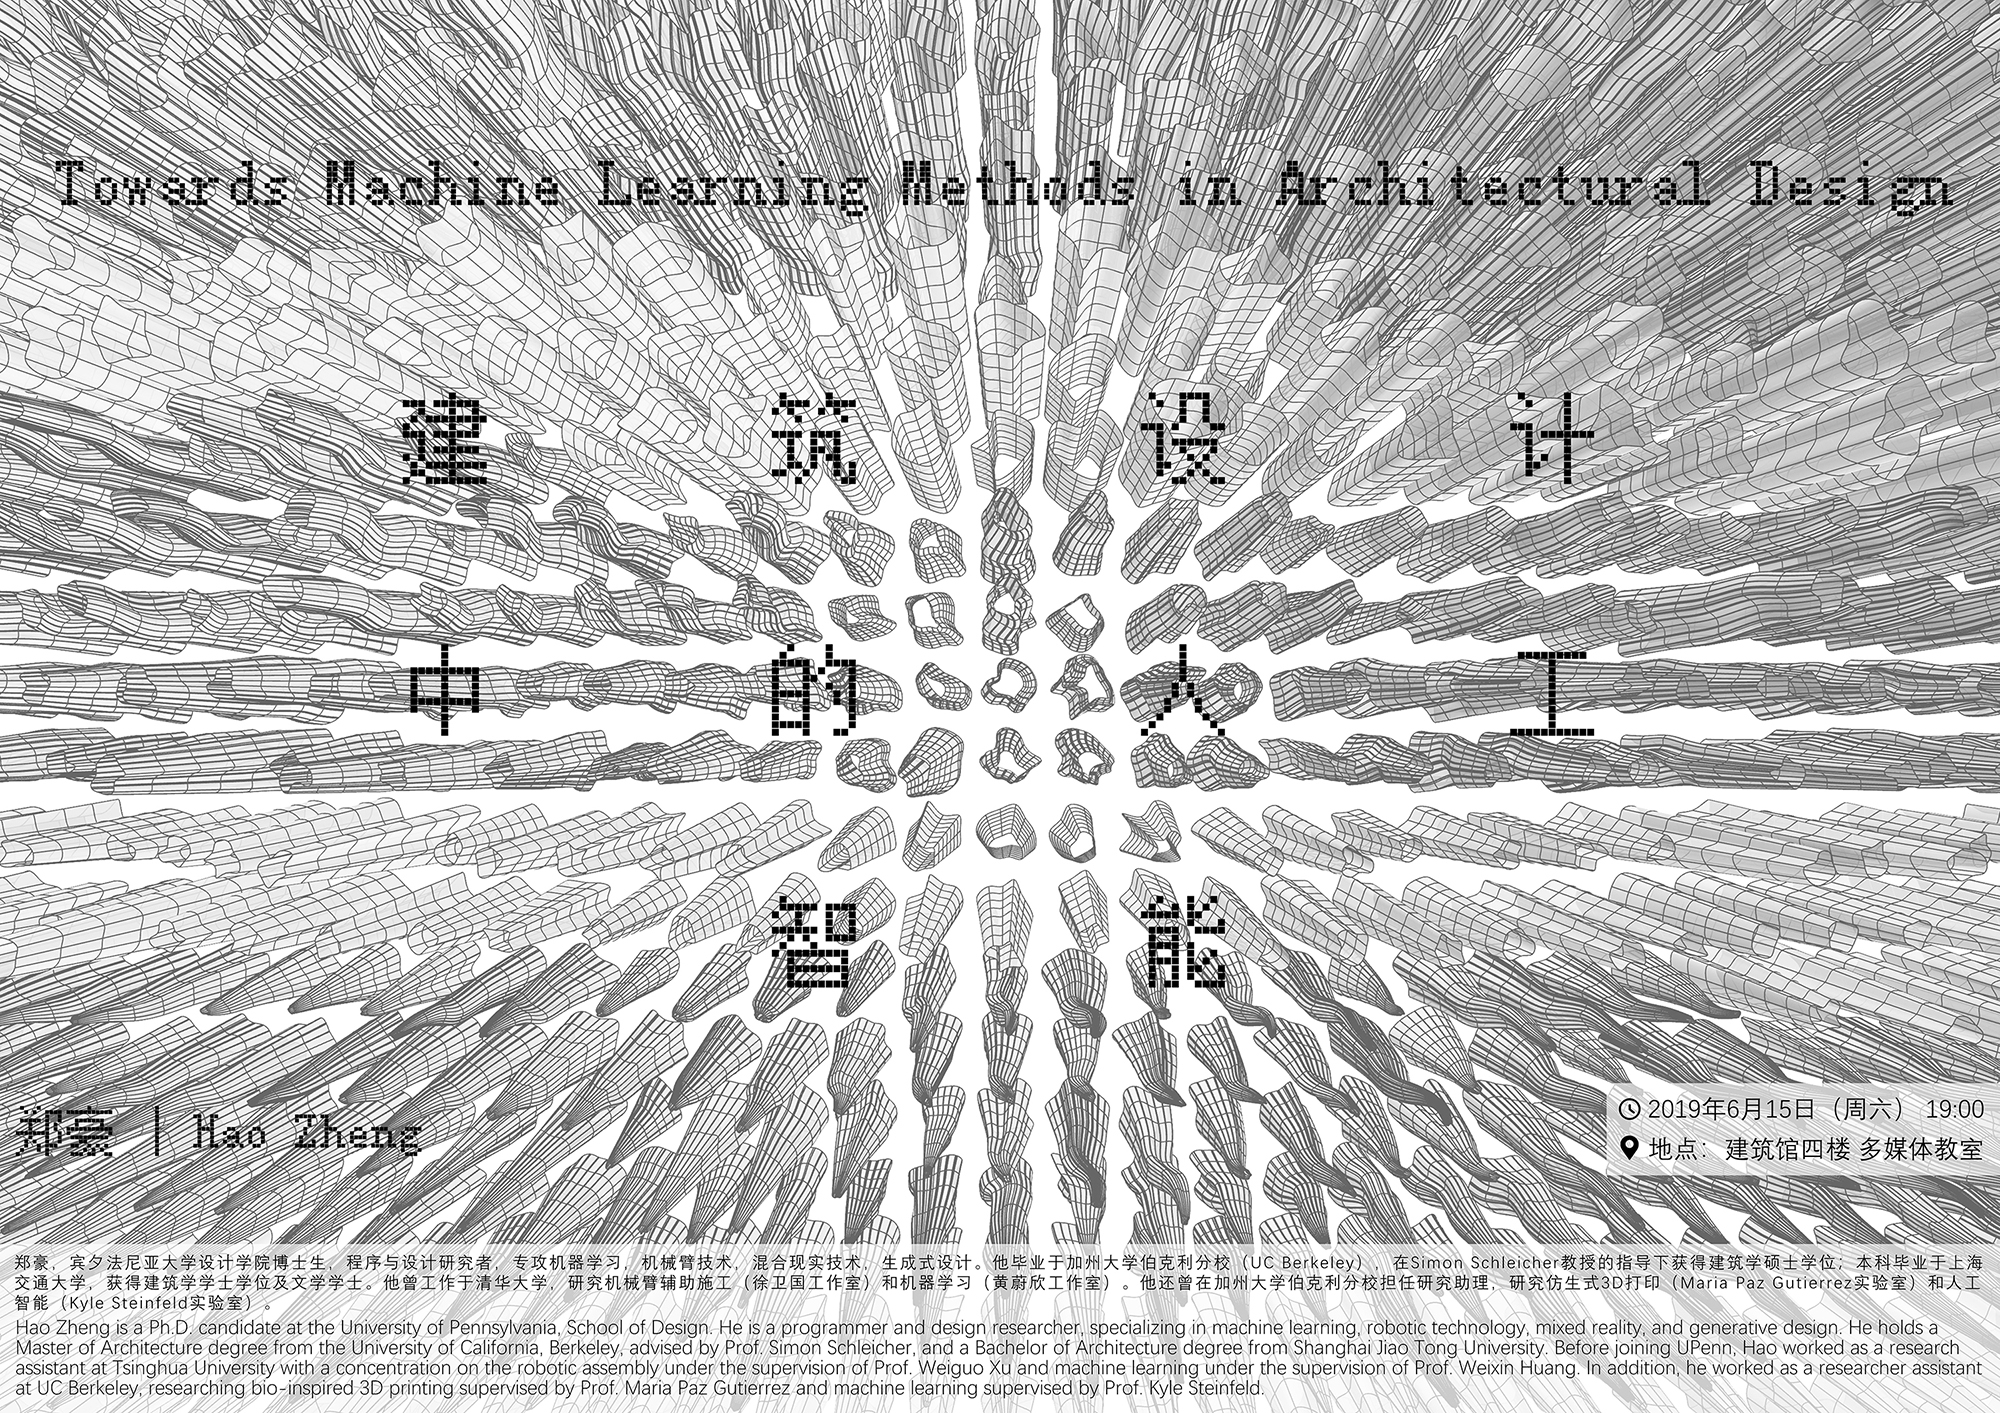 Towards Machine Learning Methods in Architectural Design
建筑设计
中的人工
智能
郑豪 | Hao Zheng
2019年6月15日（周六） 19:00
地点：建筑馆四楼 多媒体教室
郑豪，宾夕法尼亚大学设计学院博士生，程序与设计研究者，专攻机器学习，机械臂技术，混合现实技术，生成式设计。他毕业于加州大学伯克利分校（UC Berkeley），在Simon Schleicher教授的指导下获得建筑学硕士学位；本科毕业于上海
交通大学，获得建筑学学士学位及文学学士。他曾工作于清华大学，研究机械臂辅助施工（徐卫国工作室）和机器学习（黄蔚欣工作室）。他还曾在加州大学伯克利分校担任研究助理，研究仿生式3D打印（Maria Paz Gutierrez实验室）和人工
智能（Kyle Steinfeld实验室）。
Hao Zheng is a Ph.D. candidate at the University of Pennsylvania, School of Design. He is a programmer and design researcher, specializing in machine learning, robotic technology, mixed reality, and generative design. He holds a
Master of Architecture degree from the University of California, Berkeley, advised by Prof. Simon Schleicher, and a Bachelor of Architecture degree from Shanghai Jiao Tong University. Before joining UPenn, Hao worked as a research
assistant at Tsinghua University with a concentration on the robotic assembly under the supervision of Prof. Weiguo Xu and machine learning under the supervision of Prof. Weixin Huang. In addition, he worked as a researcher assistant
at UC Berkeley, researching bio-inspired 3D printing supervised by Prof. Maria Paz Gutierrez and machine learning supervised by Prof. Kyle Steinfeld.